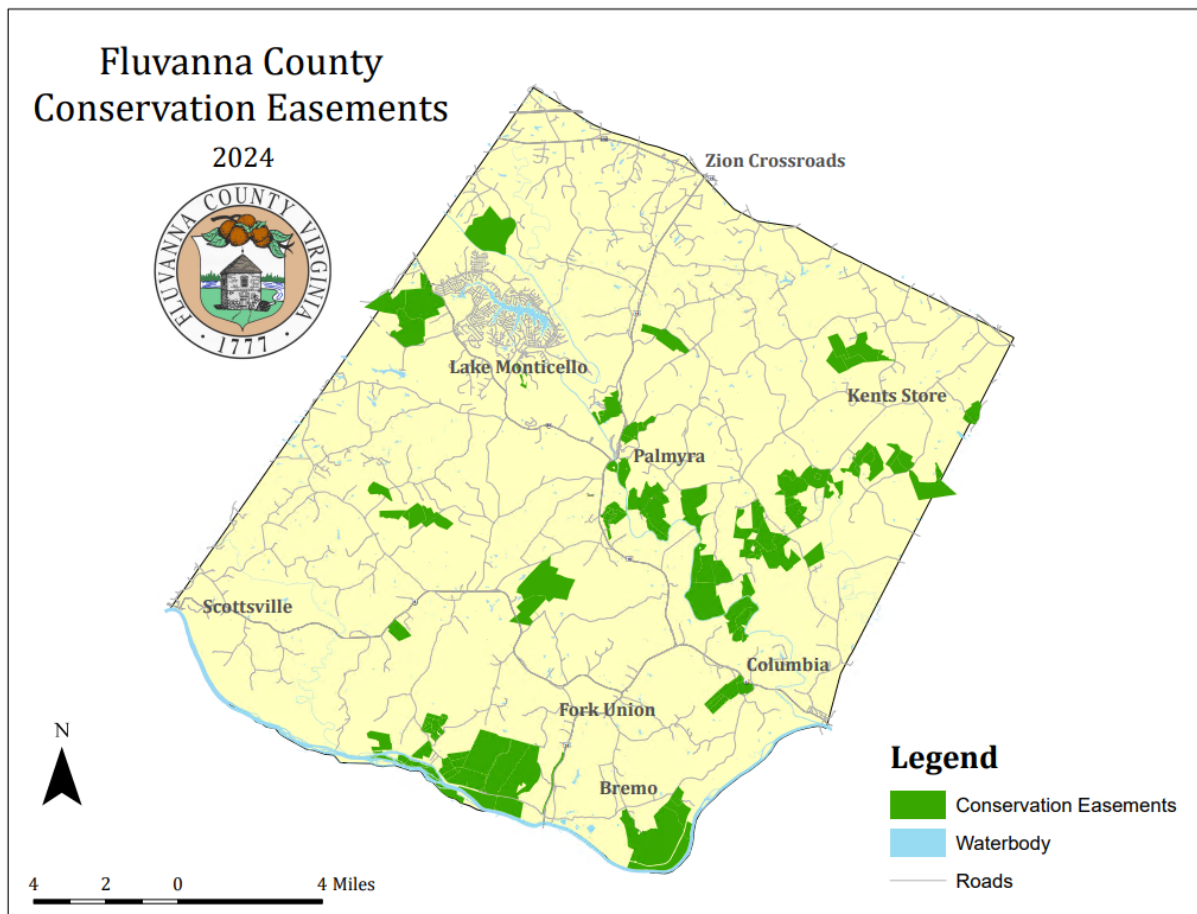 Fluvanna County
Conservation Easements
2024
FLUVANNA COUNTY VIRGINIA
· 1777 ·
Zion Crossroads
Lake Monticello
Kents Store
Palmyra
Scottsville
Columbia
Fork Union
Bremo
N
4 2 0 4 Miles
Legend
Conservation Easements
Waterbody
Roads